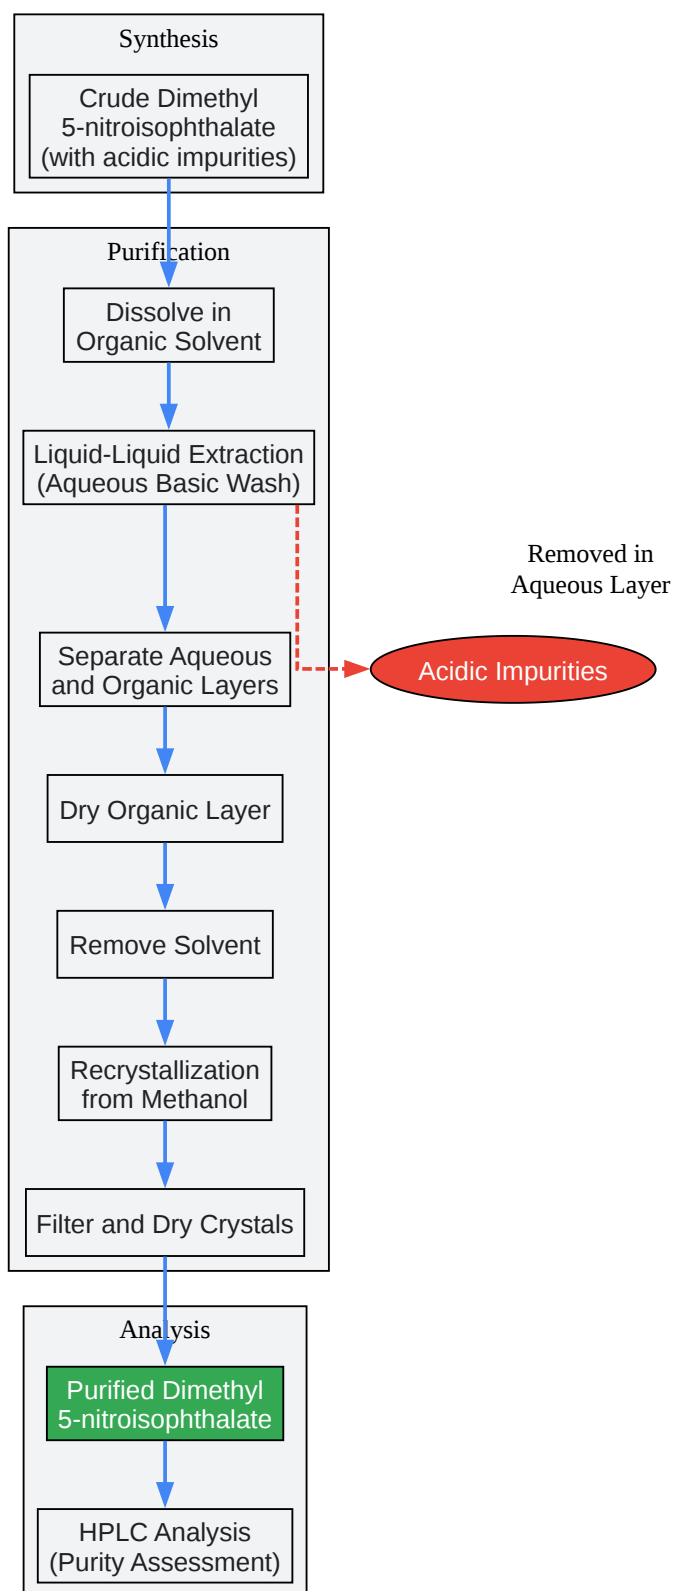 Synthesis
Crude Dimethyl
5-nitroisophthalate
(with acidic impurities)
Purification
Dissolve in
Organic Solvent
Liquid-Liquid Extraction
(Aqueous Basic Wash)
Removed in
Aqueous Layer
Separate Aqueous
and Organic Layers
Acidic Impurities
Dry Organic Layer
Remove Solvent
Recrystallization
from Methanol
Filter and Dry Crystals
Analysis
Purified Dimethyl
5-nitroisophthalate
HPLC Analysis
(Purity Assessment)